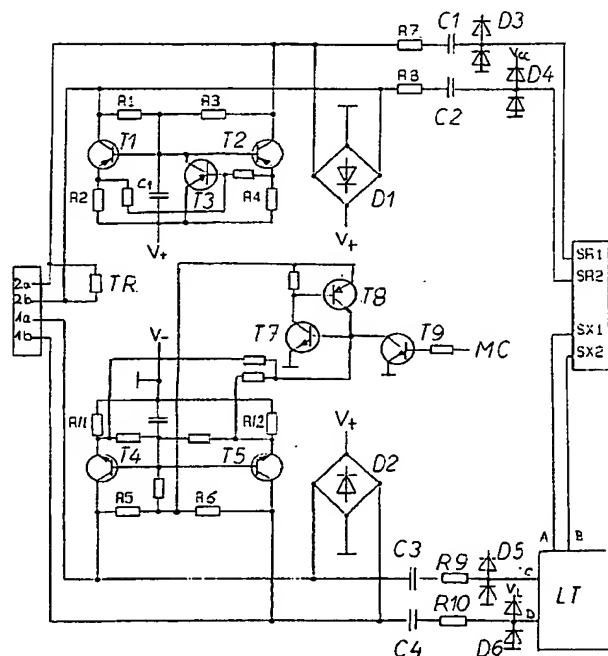 R7
C1
D3
R8
C2
Vcc
D4
R1
R3
T1
T2
T3
R2
C1
R4
D1
V+
V+
SR1
SR2
SX1
SX2
2a
2b
1a
1b
TR
T8
T7
T9
MC
V-
R11
R12
T4
T5
V+
D2
R5
R6
A
B
C3
R9
D5
C
LT
VL
D
R10
C4
D6